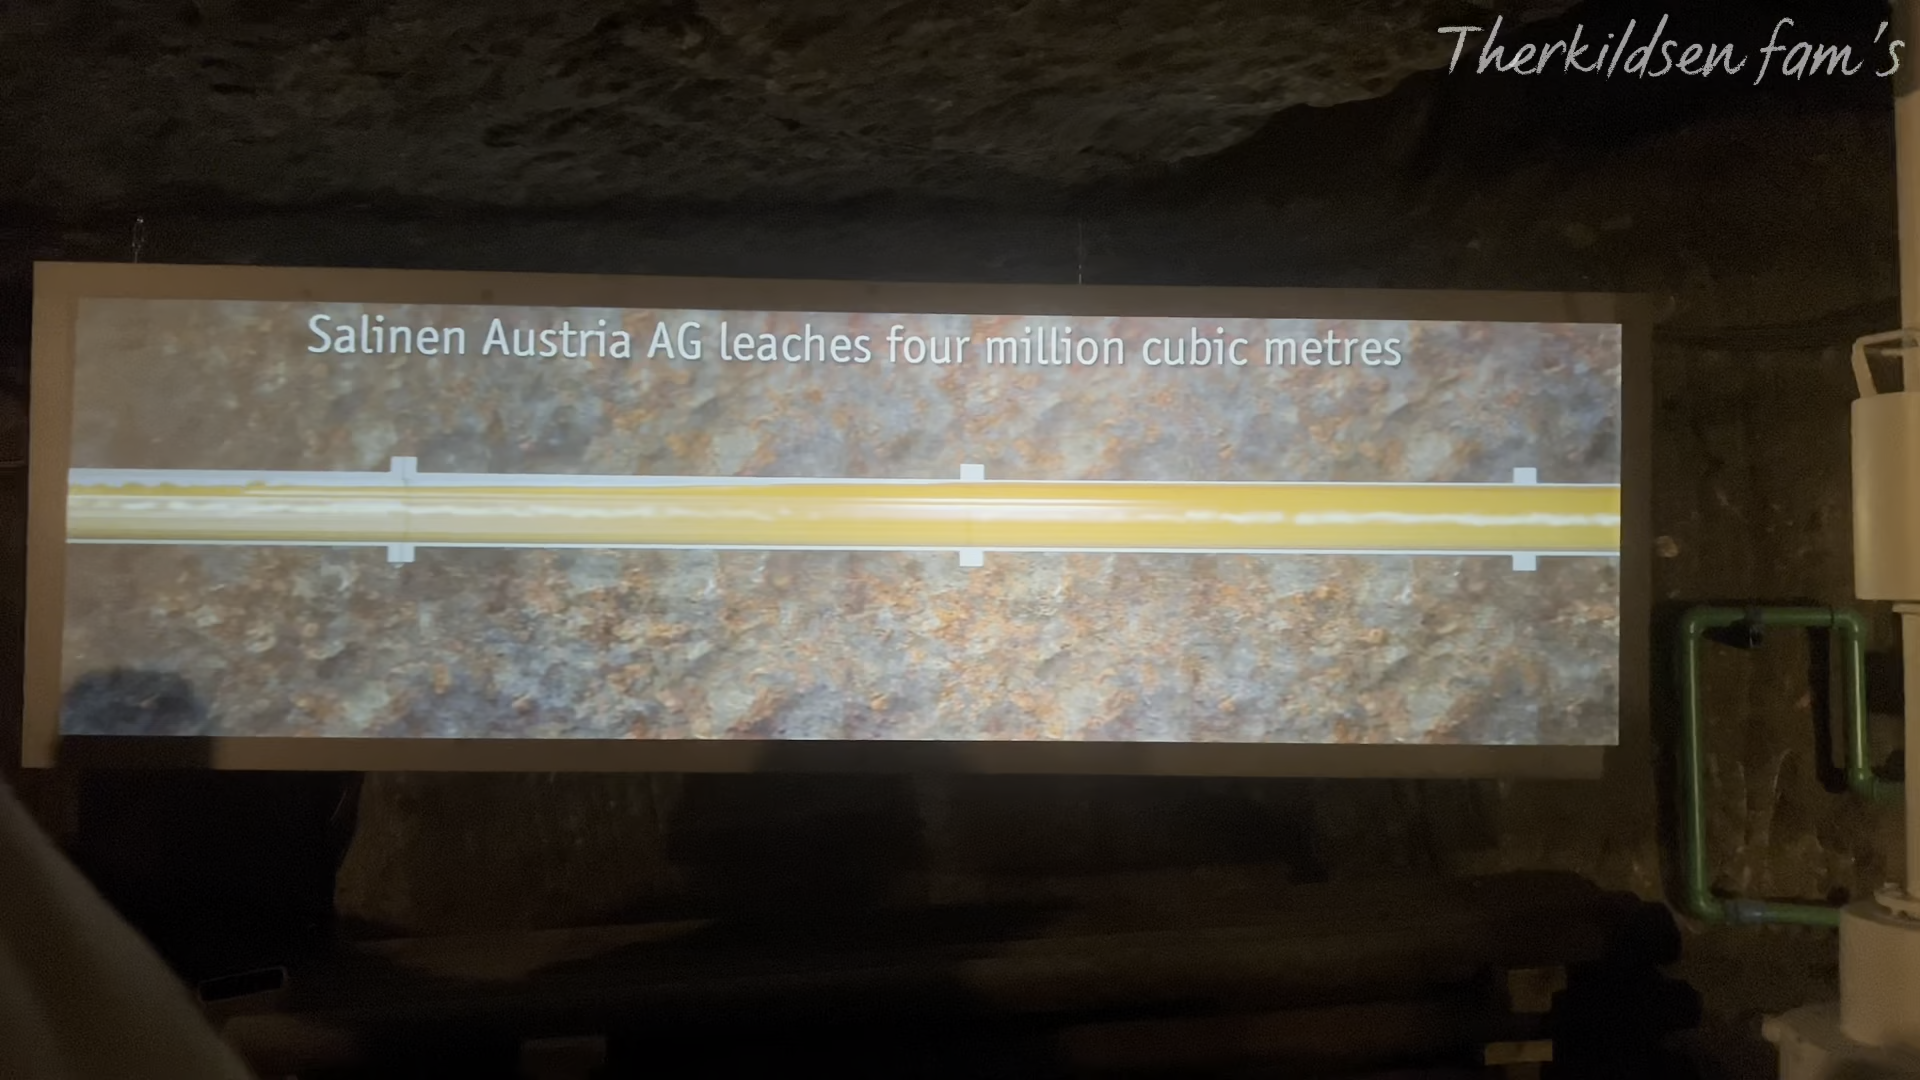 Therkildsen fam's
Salinen Austria AG leaches four million cubic metres